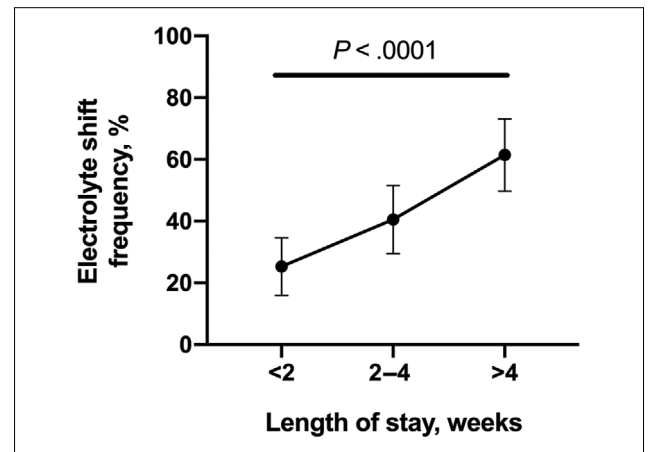 P < .0001
Electrolyte shift
frequency, %
100
80
60
40
20
0
<2
2–4
>4
Length of stay, weeks